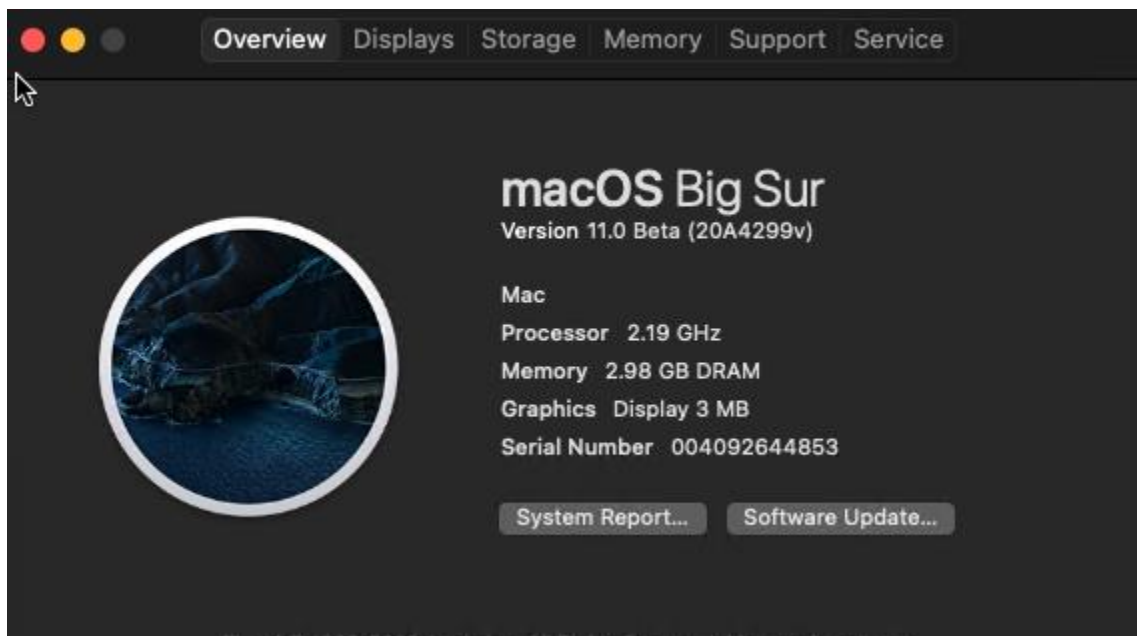 Overview Displays Storage Memory Support Service
macOS Big Sur
Version 11.0 Beta (20A4299v)
Mac
Processor 2.19 GHz
Memory 2.98 GB DRAM
Graphics Display 3 MB
Serial Number 004092644853
System Report... Software Update...